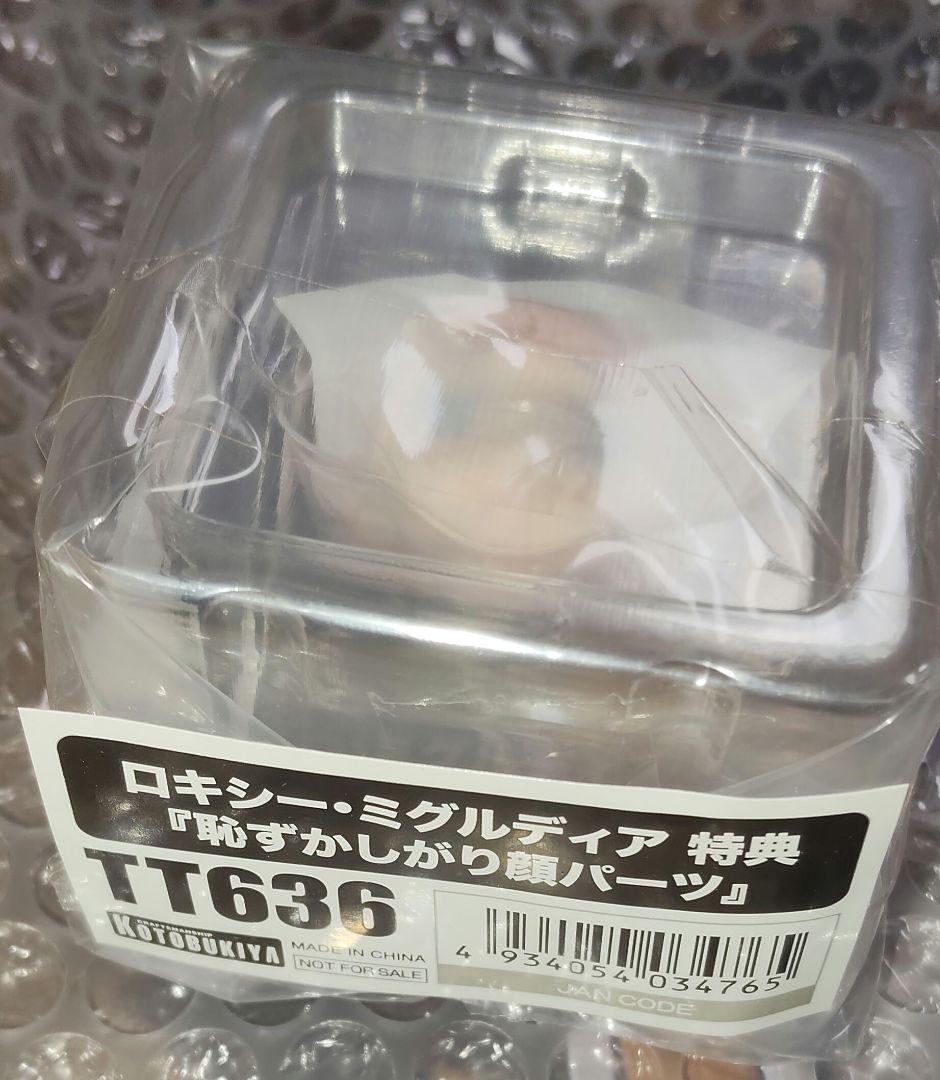 ロキシー・ミグルディア 特典
『恥ずかしがり顔パーツ』
TT636
CRAFTSMANSHIP
KOTOBUKIYA
MADE IN CHINA
NOT FOR SALE
4 934054 034765
JAN CODE